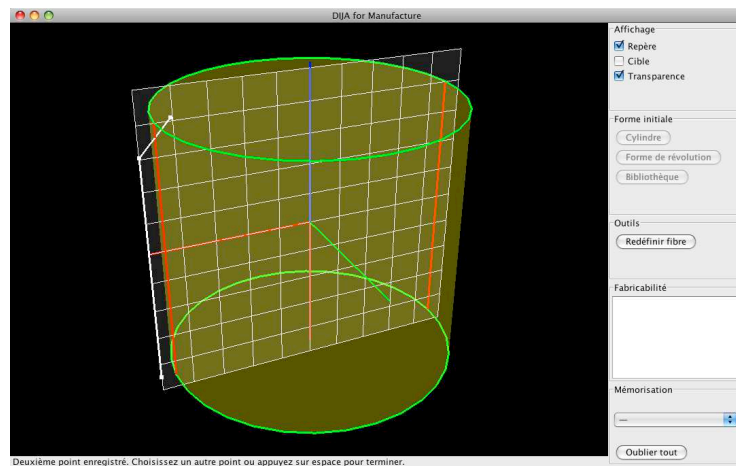 DIJA for Manufacture
Affichage
Repère
Cible
Transparence
Forme initiale
Cylindre
Forme de révolution
Bibliothèque
Outils
Redéfinir fibre
Fabricabilité
Mémorisation
—
Oublier tout
Deuxième point enregistré. Choisissez un autre point ou appuyez sur espace pour terminer.